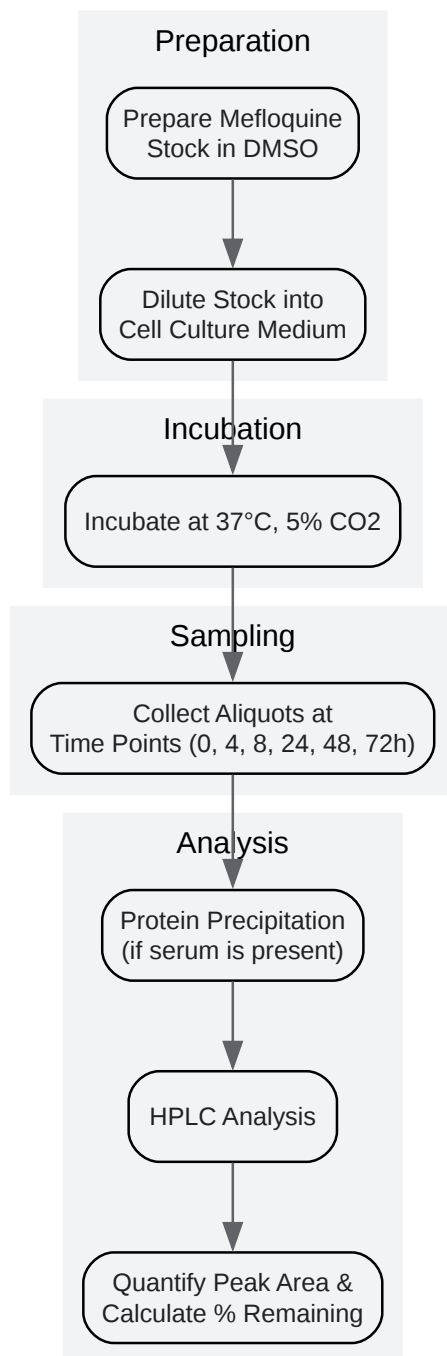 Preparation
Prepare Mefloquine
Stock in DMSO
Dilute Stock into
Cell Culture Medium
Incubation
Incubate at 37°C, 5% CO2
Sampling
Collect Aliquots at
Time Points (0, 4, 8, 24, 48, 72h)
Analysis
Protein Precipitation
(if serum is present)
HPLC Analysis
Quantify Peak Area &
Calculate % Remaining